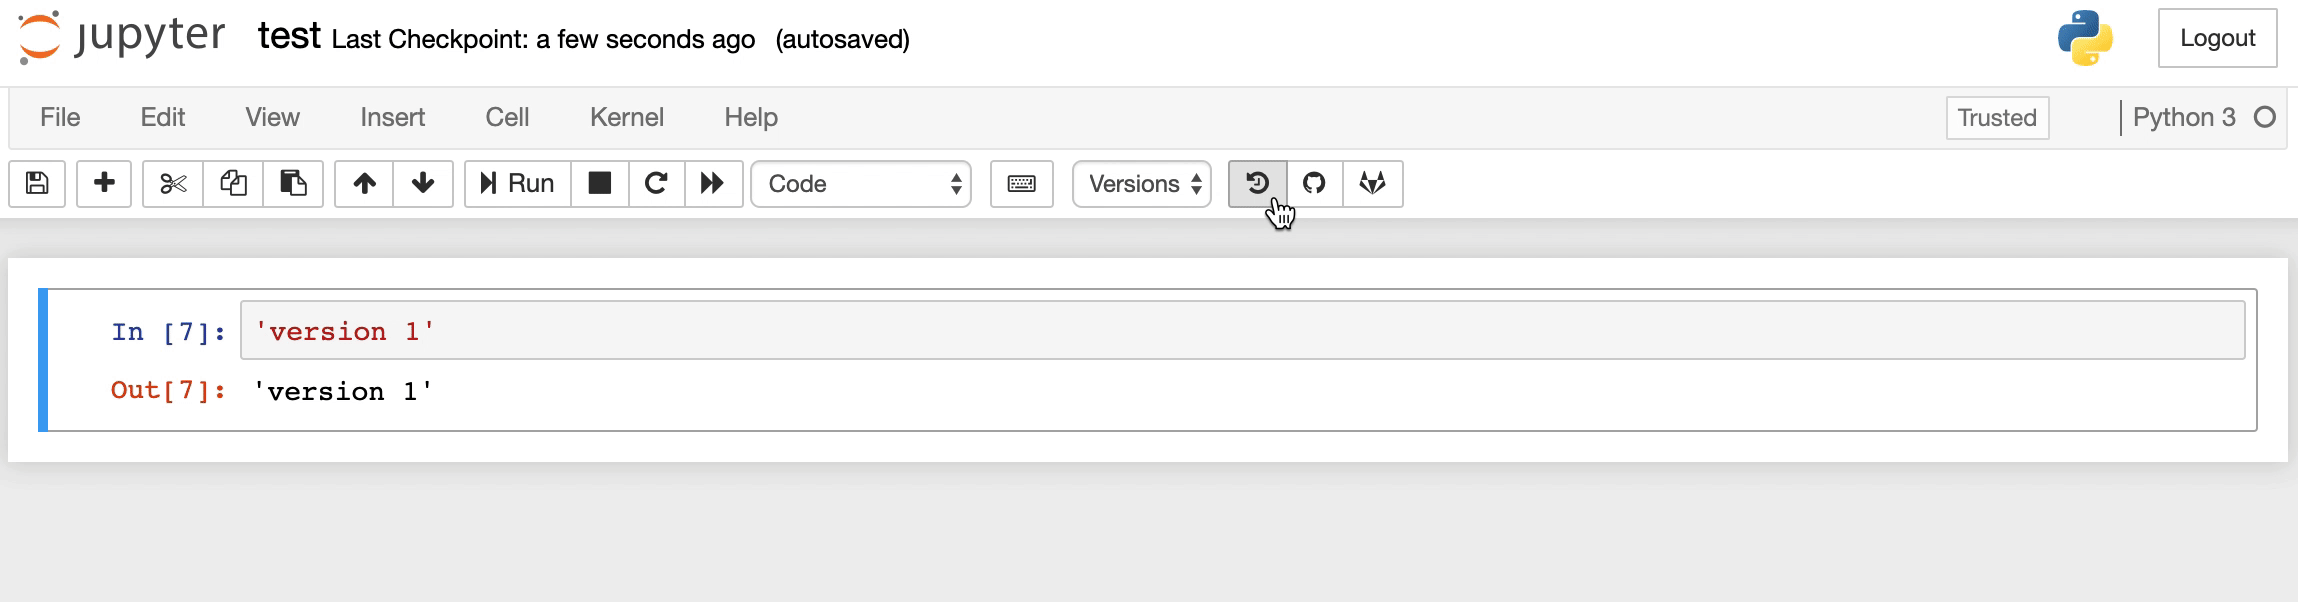 jupyter test Last Checkpoint: a few seconds ago (autosaved) Logout
File Edit View Insert Cell Kernel Help Trusted Python 3
Run Code Versions
In [7]: 'version 1'
Out[7]: 'version 1'